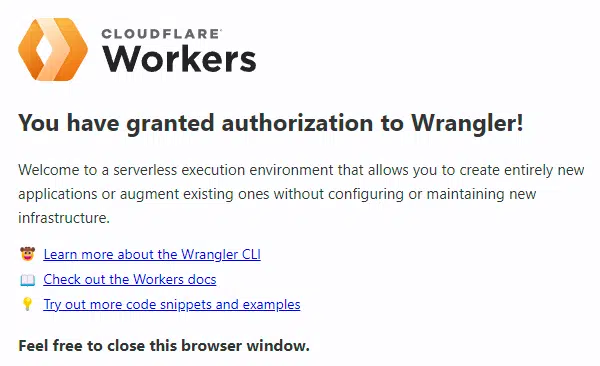 CLOUDFLARE®
Workers
You have granted authorization to Wrangler!
Welcome to a serverless execution environment that allows you to create entirely new
applications or augment existing ones without configuring or maintaining new
infrastructure.
🤠 Learn more about the Wrangler CLI
📖 Check out the Workers docs
💡 Try out more code snippets and examples
Feel free to close this browser window.